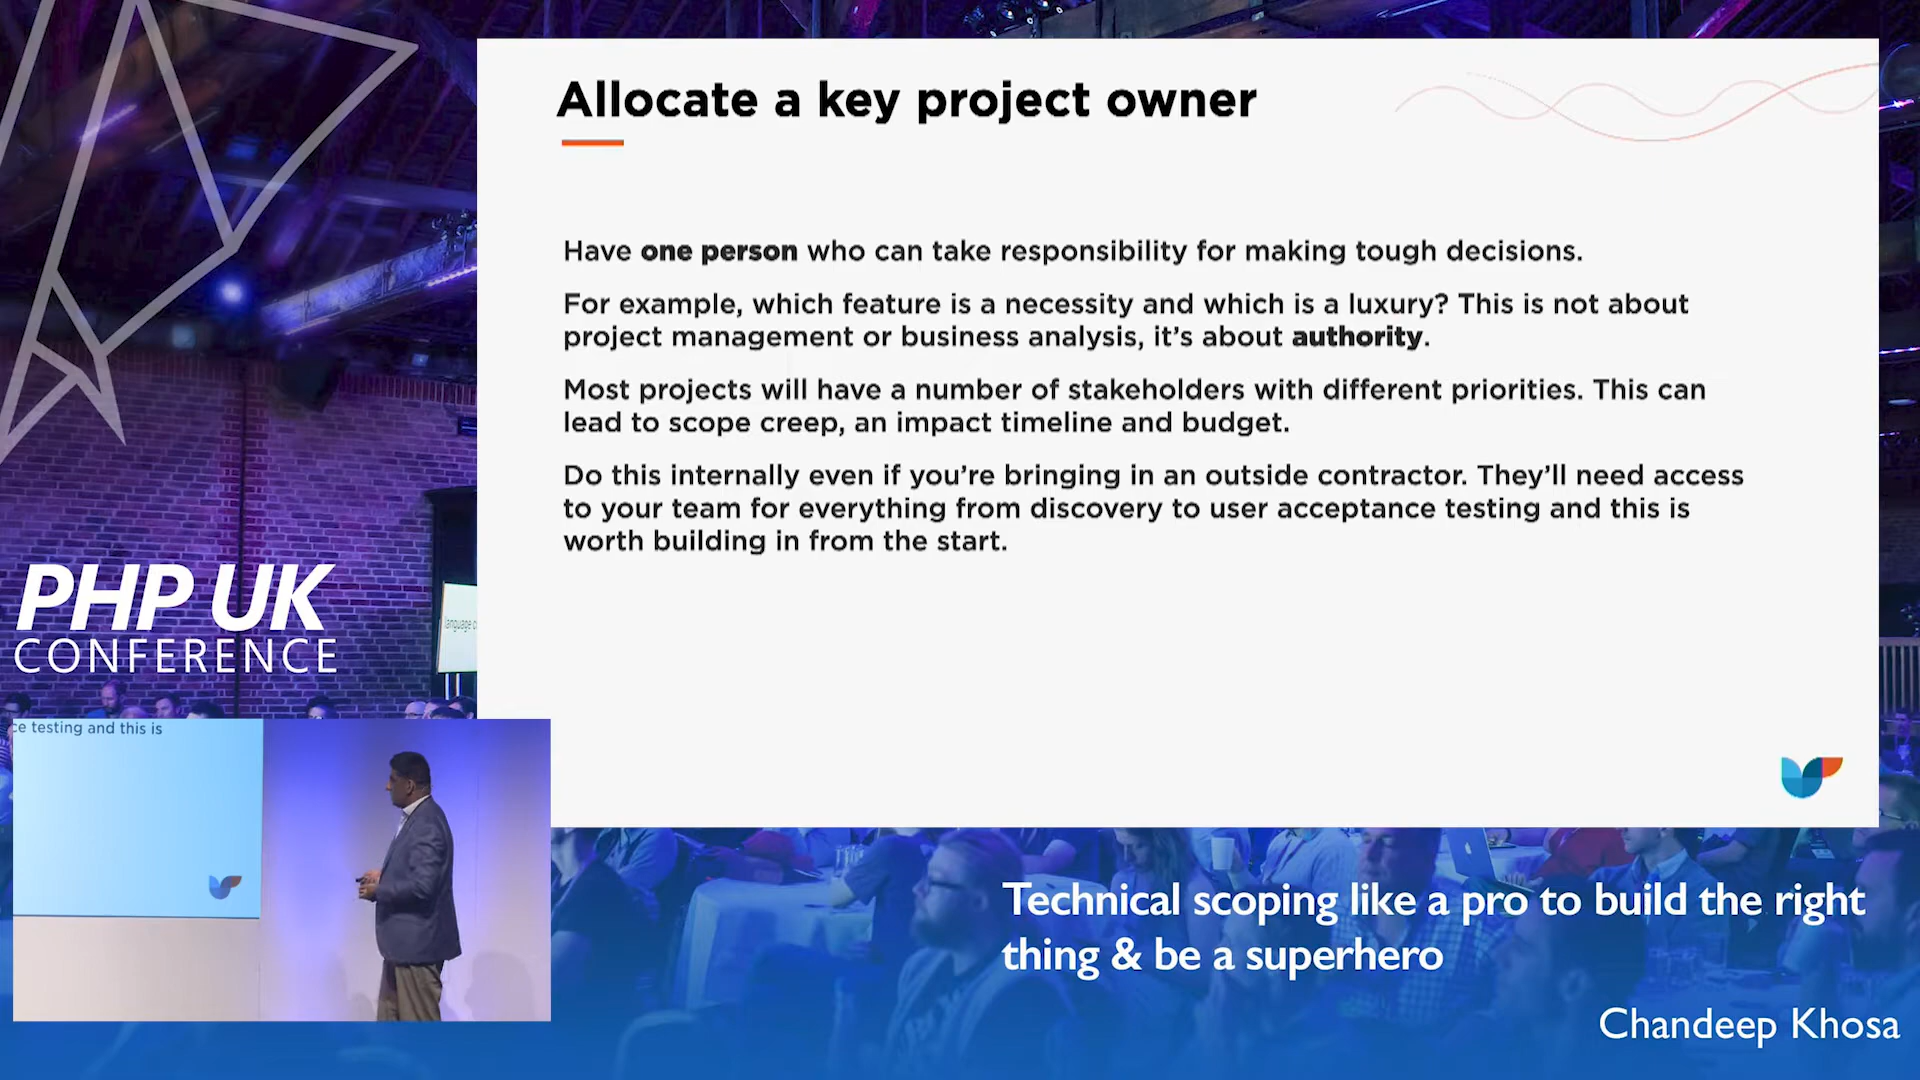 Allocate a key project owner
Have one person who can take responsibility for making tough decisions.
For example, which feature is a necessity and which is a luxury? This is not about
project management or business analysis, it's about authority.
Most projects will have a number of stakeholders with different priorities. This can
lead to scope creep, an impact timeline and budget.
Do this internally even if you're bringing in an outside contractor. They'll need access
to your team for everything from discovery to user acceptance testing and this is
worth building in from the start.
PHP UK
CONFERENCE
language
ce testing and this is
Technical scoping like a pro to build the right
thing & be a superhero
Chandeep Khosa